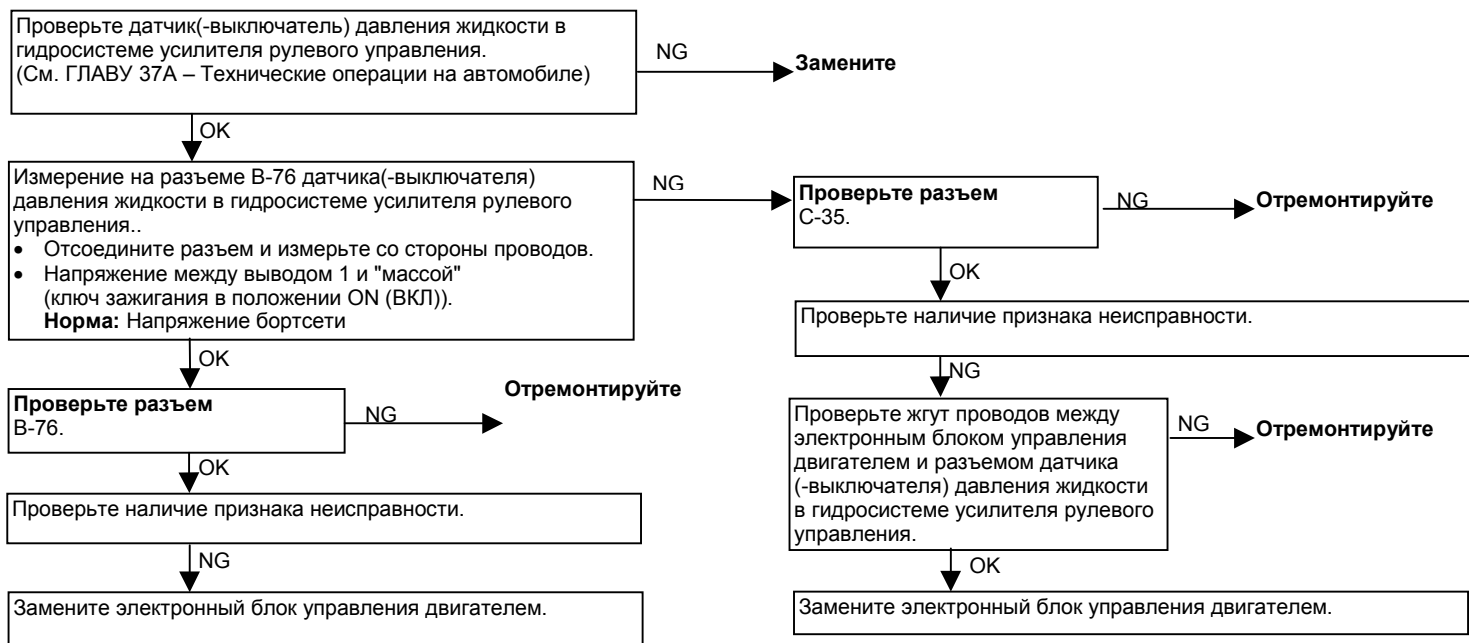 Проверьте датчик(-выключатель) давления жидкости в
гидросистеме усилителя рулевого управления.
(См. ГЛАВУ 37А – Технические операции на автомобиле)
NG
Замените
OK
Измерение на разъеме В-76 датчика(-выключателя)
давления жидкости в гидросистеме усилителя рулевого
управления..
• Отсоедините разъем и измерьте со стороны проводов.
• Напряжение между выводом 1 и "массой"
(ключ зажигания в положении ON (ВКЛ)).
Норма: Напряжение бортсети
NG
Проверьте разъем
С-35.
NG
Отремонтируйте
OK
Проверьте наличие признака неисправности.
NG
Проверьте жгут проводов между
электронным блоком управления
двигателем и разъемом датчика
(-выключателя) давления жидкости
в гидросистеме усилителя рулевого
управления.
NG
Отремонтируйте
OK
Замените электронный блок управления двигателем.
OK
Проверьте разъем
В-76.
NG
Отремонтируйте
OK
Проверьте наличие признака неисправности.
NG
Замените электронный блок управления двигателем.